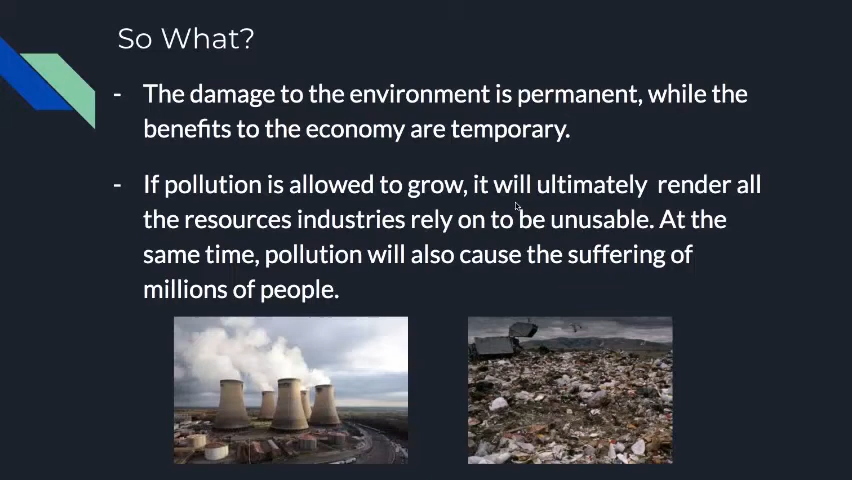 So What?
- The damage to the environment is permanent, while the
benefits to the economy are temporary.
- If pollution is allowed to grow, it will ultimately  render all
the resources industries rely on to be unusable. At the
same time, pollution will also cause the suffering of
millions of people.